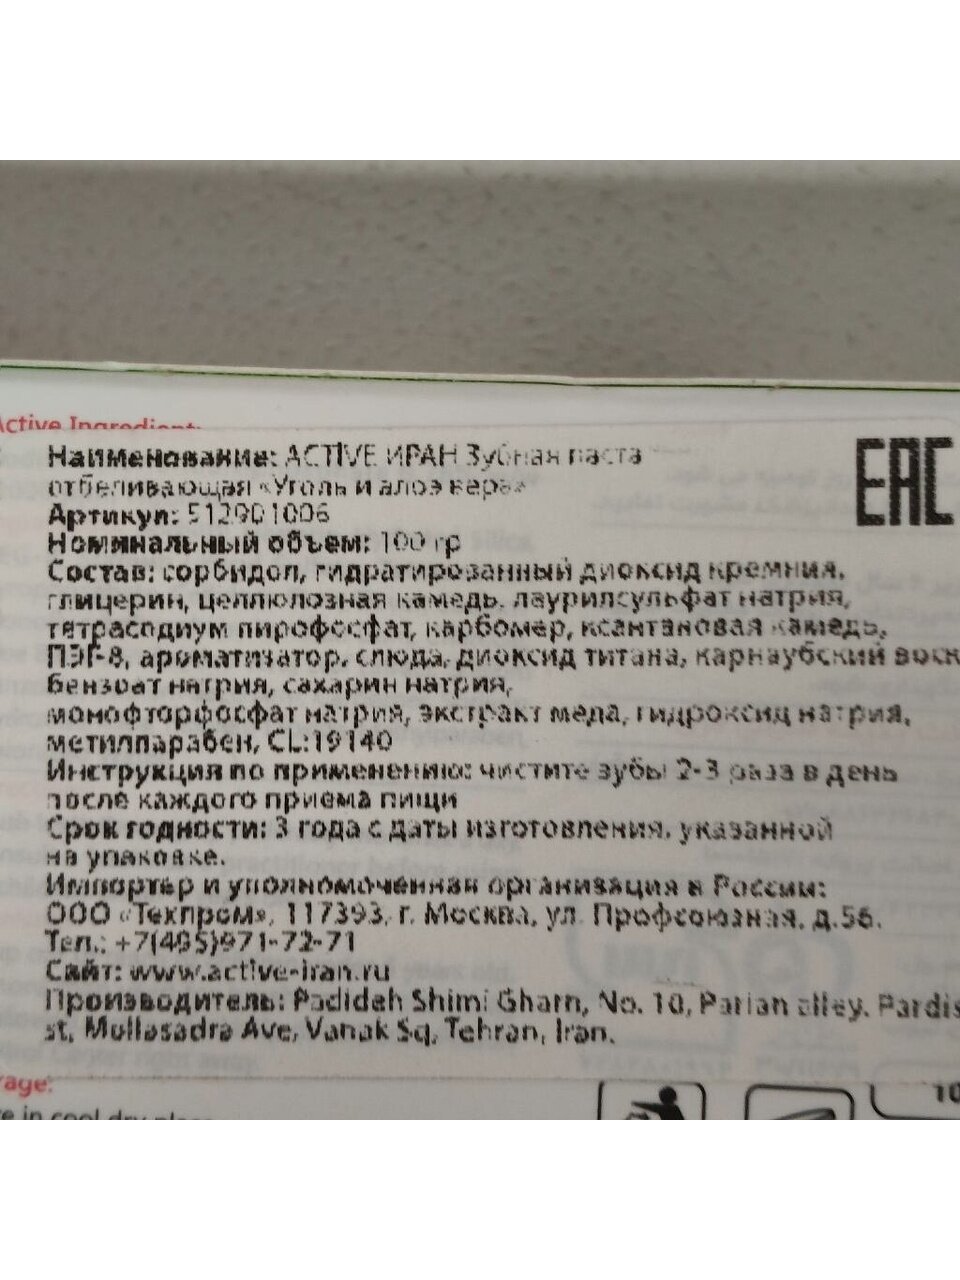 Active Ingredient:
Наименование: ACTIVE ИРАН Зубная паста
отбеливающая «Уголь и алоэ вера»
EAC
Артикул: 512901006
Номинальный объем: 100 гр
Состав: сорбидол, гидратированный диоксид кремния,
глицерин, целлюлозная камедь, лаурилсульфат натрия,
тетрасодиум пирофосфат, карбомер, ксантановая камедь,
ПЭГ-8, ароматизатор, слюда, диоксид титана, карнаубский воск
бензоат натрия, сахарин натрия,
монофторфосфат натрия, экстракт меда, гидроксид натрия,
метилпарабен, CL:19140
Инструкция по применению: чистите зубы 2-3 раза в день
после каждого приема пищи
Срок годности: 3 года с даты изготовления, указанной
на упаковке.
Импортер и уполномоченная организация в России:
ООО «Техпром», 117393, г. Москва, ул. Профсоюзная, д.56.
Тел.: +7(495)971-72-71
Сайт: www.active-iran.ru
Производитель: Padideh Shimi Gharn, No. 10, Parian alley. Pardis
st, Mollasadra Ave, Vanak Sq, Tehran, Iran.
rage:
re in cool dry place
10